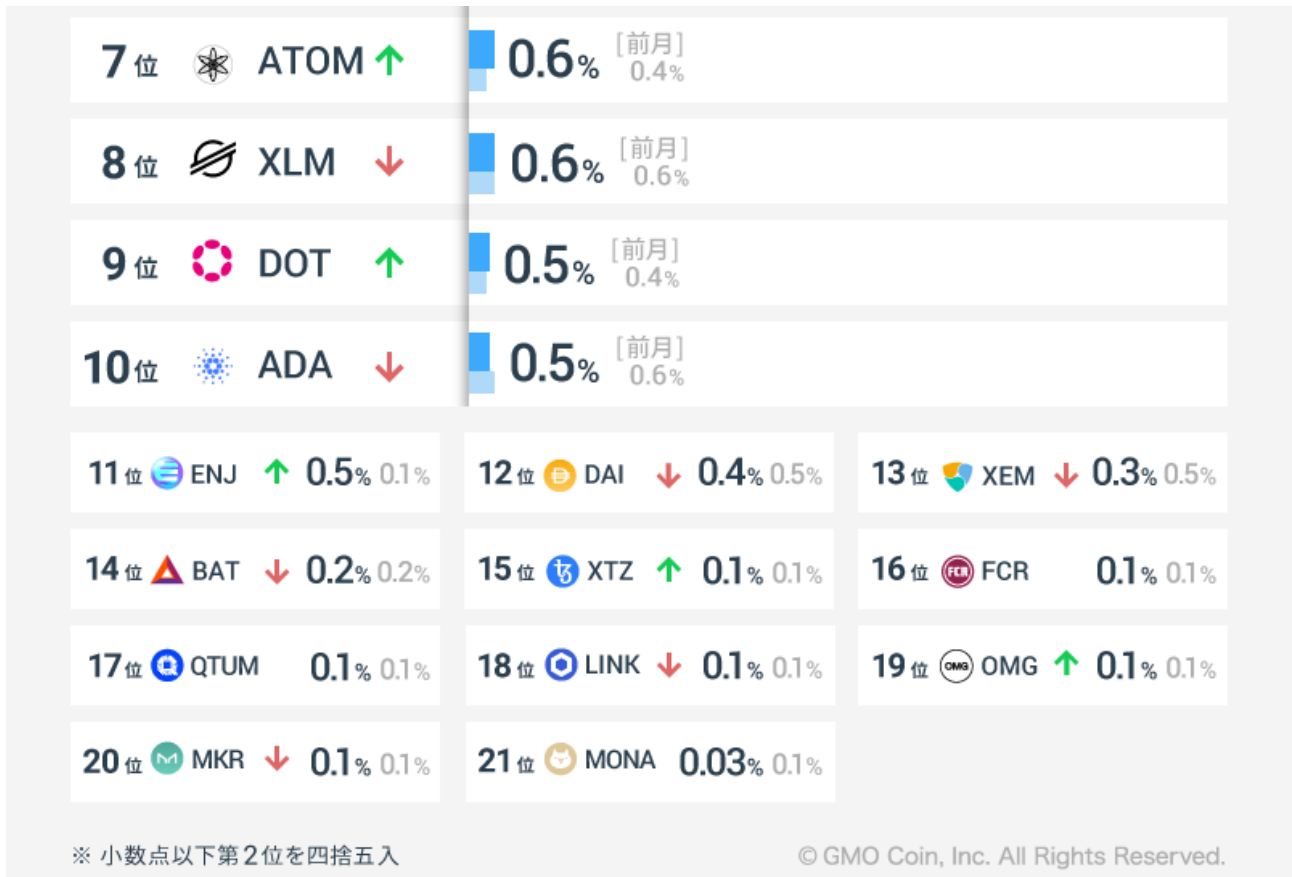 7位 ATOM ↑ 0.6% [前月] 0.4%
8位 XLM ↓ 0.6% [前月] 0.6%
9位 DOT ↑ 0.5% [前月] 0.4%
10位 ADA ↓ 0.5% [前月] 0.6%
11位 ENJ ↑ 0.5% 0.1%
12位 DAI ↓ 0.4% 0.5%
13位 XEM ↓ 0.3% 0.5%
14位 BAT ↓ 0.2% 0.2%
15位 XTZ ↑ 0.1% 0.1%
16位 FCR FCR 0.1% 0.1%
17位 QTUM 0.1% 0.1%
18位 LINK ↓ 0.1% 0.1%
19位 OMG OMG ↑ 0.1% 0.1%
20位 MKR ↓ 0.1% 0.1%
21位 MONA 0.03% 0.1%
※ 小数点以下第2位を四捨五入
© GMO Coin, Inc. All Rights Reserved.